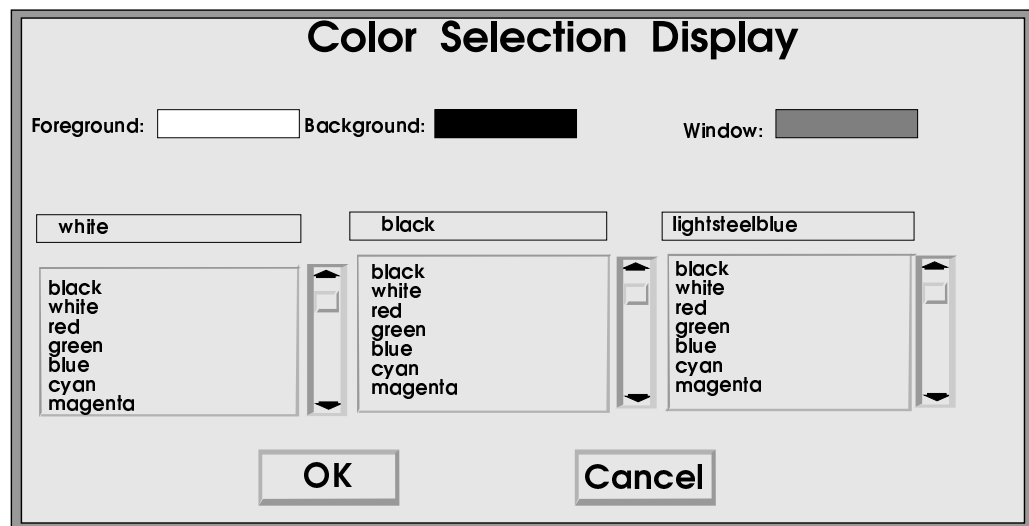 Color Selection Display
Foreground: Background: Window:
white black lightsteelblue
black
white
red
green
blue
cyan
magenta
black
white
red
green
blue
cyan
magenta
black
white
red
green
blue
cyan
magenta
OK Cancel